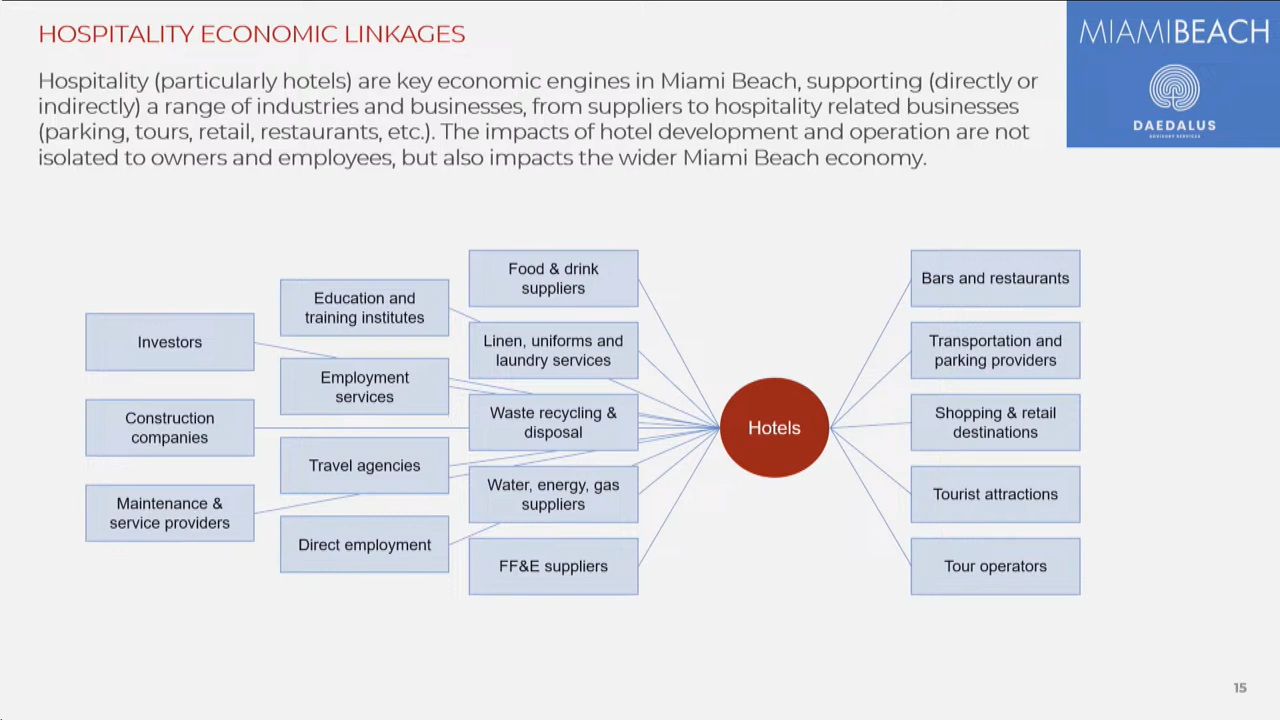 HOSPITALITY ECONOMIC LINKAGES
MIAMIBEACH
DAEDALUS
ADVISORY SERVICES
Hospitality (particularly hotels) are key economic engines in Miami Beach, supporting (directly or
indirectly) a range of industries and businesses, from suppliers to hospitality related businesses
(parking, tours, retail, restaurants, etc.). The impacts of hotel development and operation are not
isolated to owners and employees, but also impacts the wider Miami Beach economy.
Investors
Construction
companies
Maintenance &
service providers
Education and
training institutes
Employment
services
Travel agencies
Direct employment
Food & drink
suppliers
Linen, uniforms and
laundry services
Waste recycling &
disposal
Water, energy, gas
suppliers
FF&E suppliers
Hotels
Bars and restaurants
Transportation and
parking providers
Shopping & retail
destinations
Tourist attractions
Tour operators
15